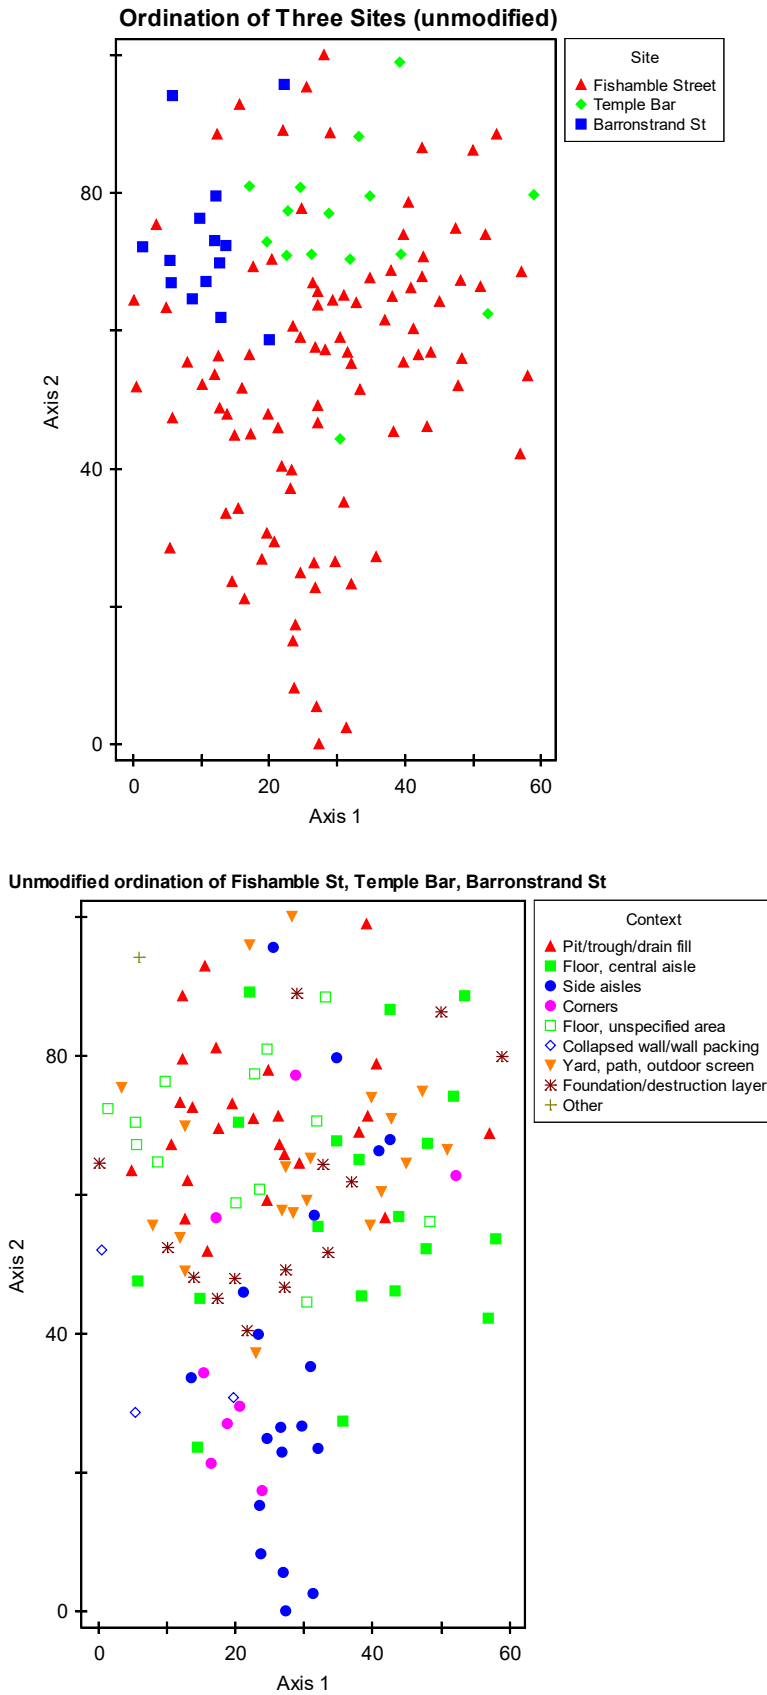 Ordination of Three Sites (unmodified)
Site
Fishamble Street
Temple Bar
Barronstrand St
80
40
0
Axis 2
0 20 40 60
Axis 1
Unmodified ordination of Fishamble St, Temple Bar, Barronstrand St
Context
Pit/trough/drain fill
Floor, central aisle
Side aisles
Corners
Floor, unspecified area
Collapsed wall/wall packing
Yard, path, outdoor screen
Foundation/destruction layer
Other
80
40
0
Axis 2
0 20 40 60
Axis 1